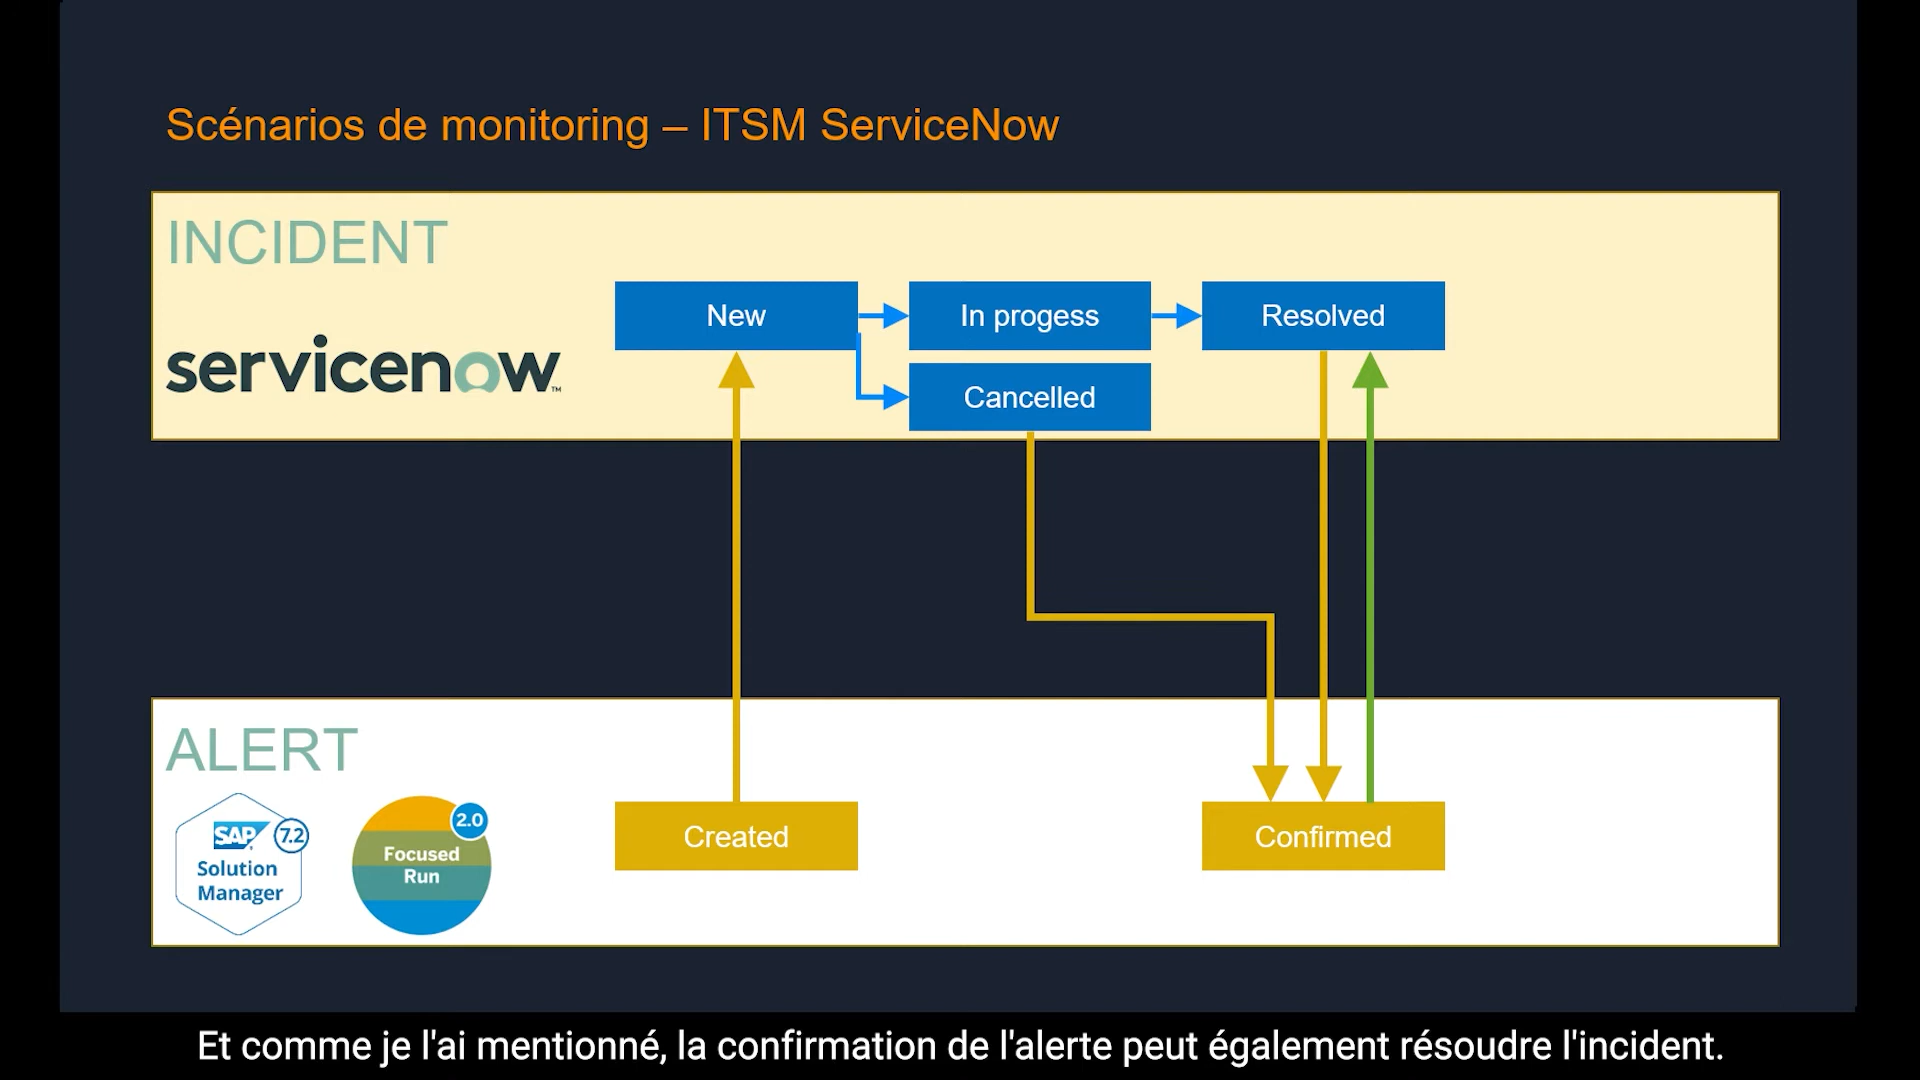 Scénarios de monitoring – ITSM ServiceNow
INCIDENT
servicenow™
New
In progess
Resolved
Cancelled
ALERT
SAP 7.2
Solution
Manager
2.0
Focused
Run
Created
Confirmed
Et comme je l'ai mentionné, la confirmation de l'alerte peut également résoudre l'incident.